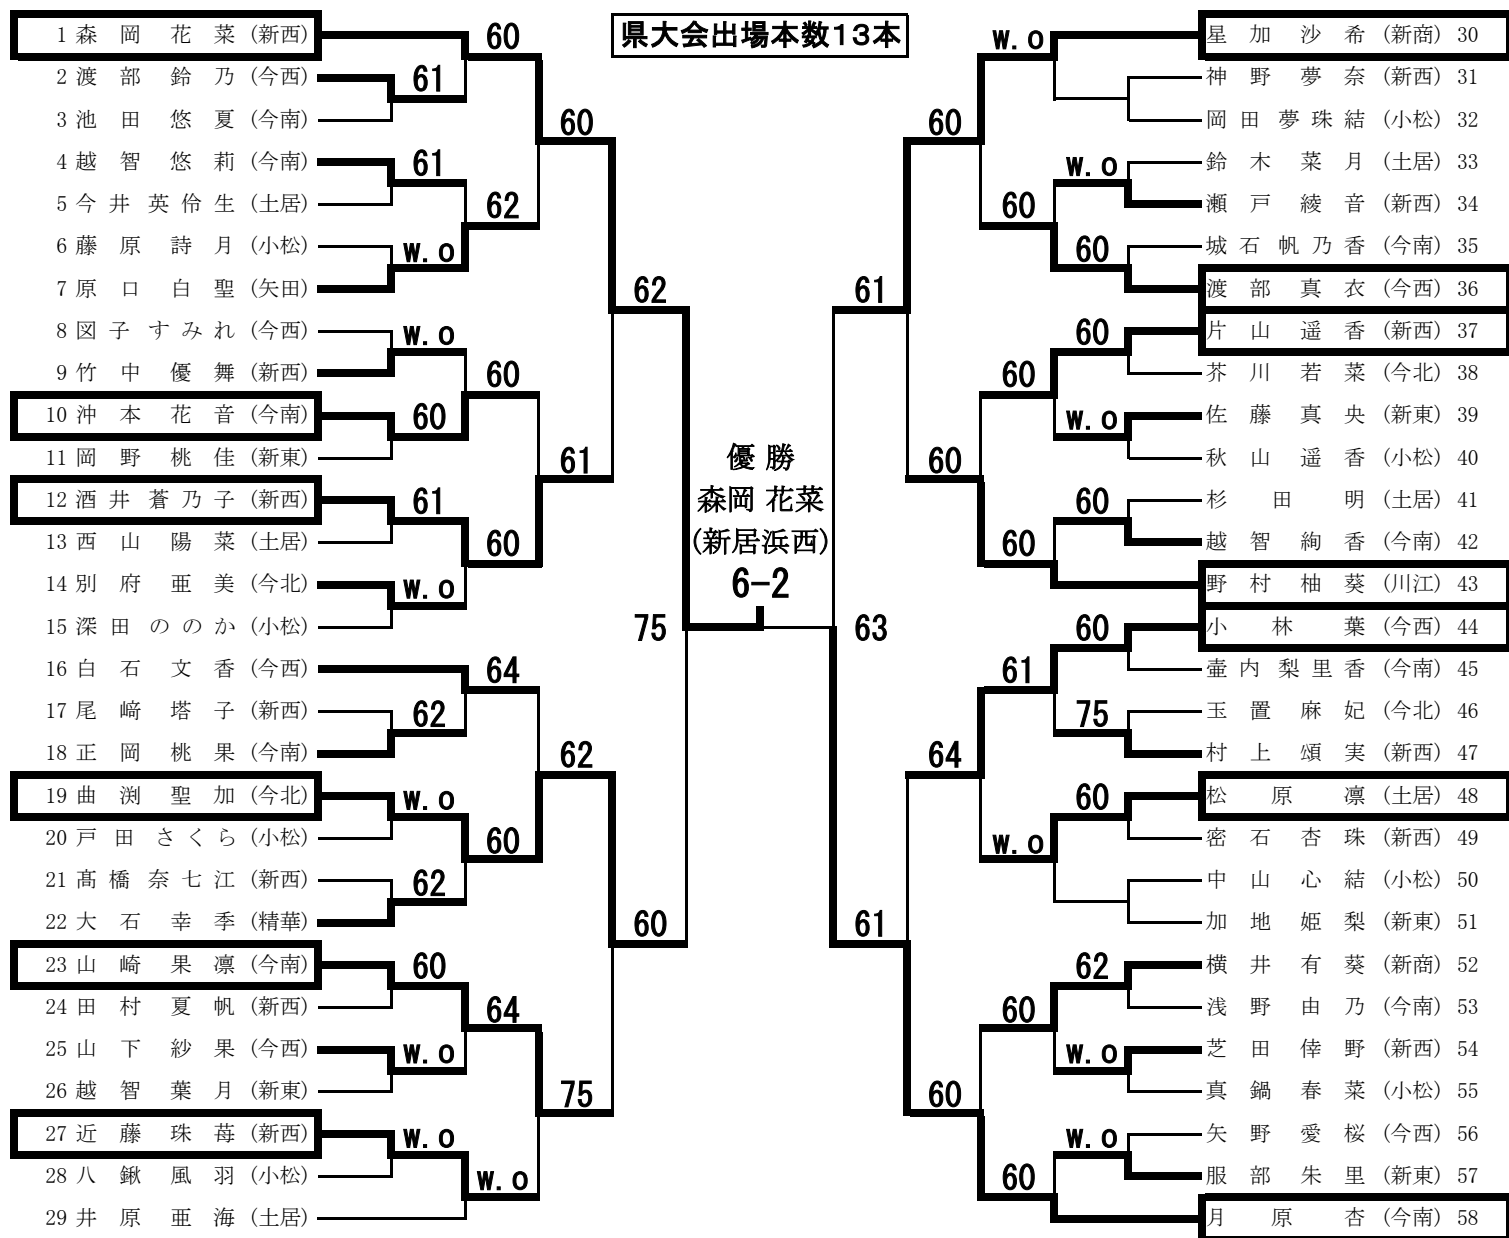 県大会出場本数13本
1 森岡花菜 (新西)
2 渡部鈴乃 (今西)
3 池田悠夏 (今南)
4 越智悠莉 (今南)
5 今井英伶生 (土居)
6 藤原詩月 (小松)
7 原口白聖 (矢田)
8 図子すみれ (今西)
9 竹中優舞 (新西)
10 沖本花音 (今南)
11 岡野桃佳 (新東)
12 酒井蒼乃子 (新西)
13 西山陽菜 (土居)
14 別府亜美 (今北)
15 深田ののか (小松)
16 白石文香 (今西)
17 尾﨑塔子 (新西)
18 正岡桃果 (今南)
19 曲渕聖加 (今北)
20 戸田さくら (小松)
21 髙橋奈七江 (新西)
22 大石幸季 (精華)
23 山崎果凛 (今南)
24 田村夏帆 (新西)
25 山下紗果 (今西)
26 越智葉月 (新東)
27 近藤珠苺 (新西)
28 八鍬風羽 (小松)
29 井原亜海 (土居)
61
61
w.o
w.o
60
61
w.o
62
w.o
62
60
w.o
w.o
60
62
60
60
64
60
64
w.o
60
61
62
75
62
60
75
優勝
森岡 花菜
(新居浜西)
6-2
61
63
61
60
60
64
60
w.o
60
60
60
61
w.o
60
60
w.o
60
60
w.o
60
60
75
60
62
w.o
w.o
星加沙希 (新商) 30
神野夢奈 (新西) 31
岡田夢珠結 (小松) 32
鈴木菜月 (土居) 33
瀬戸綾音 (新西) 34
城石帆乃香 (今南) 35
渡部真衣 (今西) 36
片山遥香 (新西) 37
芥川若菜 (今北) 38
佐藤真央 (新東) 39
秋山遥香 (小松) 40
杉田明 (土居) 41
越智絢香 (今南) 42
野村柚葵 (川江) 43
小林葉 (今西) 44
壷内梨里香 (今南) 45
玉置麻妃 (今北) 46
村上頌実 (新西) 47
松原凛 (土居) 48
密石杏珠 (新西) 49
中山心結 (小松) 50
加地姫梨 (新東) 51
横井有葵 (新商) 52
浅野由乃 (今南) 53
芝田倖野 (新西) 54
真鍋春菜 (小松) 55
矢野愛桜 (今西) 56
服部朱里 (新東) 57
月原杏 (今南) 58